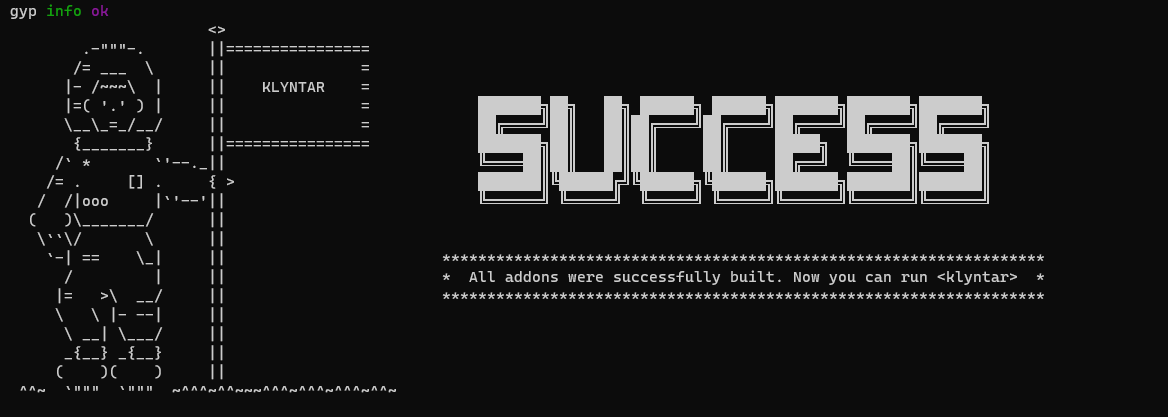 gyp info ok
KLYNTAR
SUCCESS
All addons were successfully built. Now you can run <klyntar>